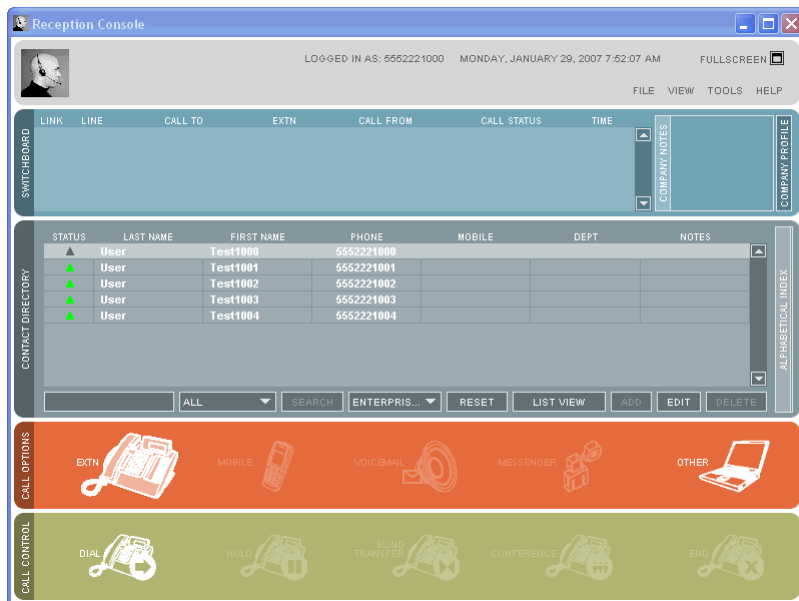 Reception Console
LOGGED IN AS: 5552221000 MONDAY, JANUARY 29, 2007 7:52:07 AM FULLSCREEN
FILE VIEW TOOLS HELP
SWITCHBOARD
LINK LINE CALL TO EXTN CALL FROM CALL STATUS TIME
COMPANY NOTES
COMPANY PROFILE
CONTACT DIRECTORY
STATUS LAST NAME FIRST NAME PHONE MOBILE DEPT NOTES
User Test1000 5552221000
User Test1001 5552221001
User Test1002 5552221002
User Test1003 5552221003
User Test1004 5552221004
ALPHABETICAL INDEX
ALL SEARCH ENTERPRIS... RESET LIST VIEW ADD EDIT DELETE
CALL OPTIONS
EXTN MOBILE VOICEMAIL MESSENGER OTHER
CALL CONTROL
DIAL HOLD BLIND TRANSFER CONFERENCE END